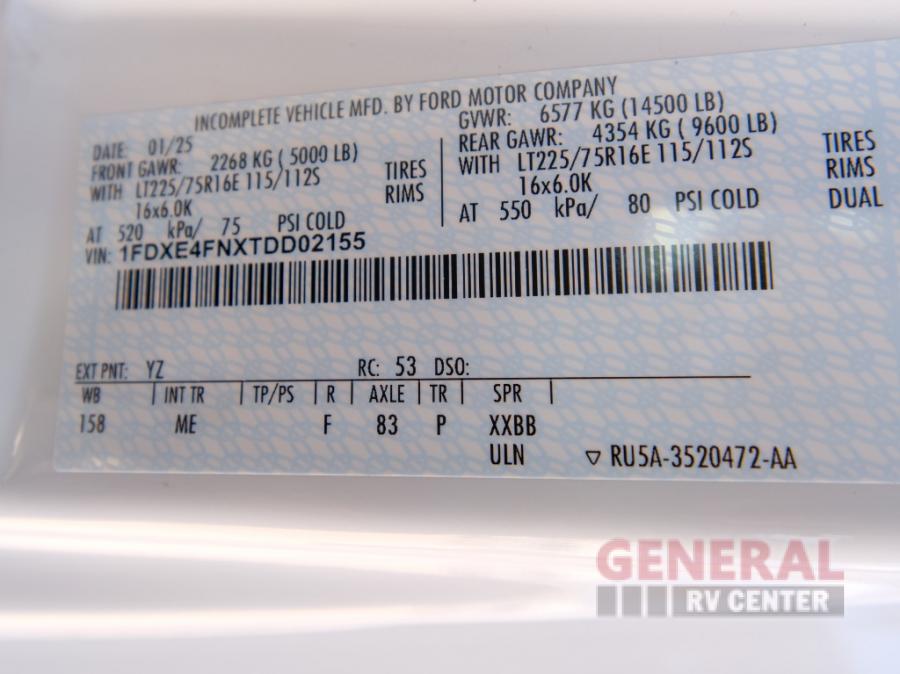 INCOMPLETE VEHICLE MFD. BY FORD MOTOR COMPANY
DATE: 01/25
FRONT GAWR: 2268 KG ( 5000 LB)
WITH LT225/75R16E 115/112S TIRES
16x6.0K RIMS
AT 520 kPa/ 75 PSI COLD
GVWR: 6577 KG (14500 LB)
REAR GAWR: 4354 KG ( 9600 LB)
WITH LT225/75R16E 115/112S TIRES
16x6.0K RIMS
AT 550 kPa/ 80 PSI COLD DUAL
VIN: 1FDXE4FNXTDD02155
EXT PNT: YZ RC: 53 DSO:
WB | INT TR | TP/PS | R | AXLE | TR | SPR |
158 ME F 83 P XXBB
ULN ▽ RU5A-3520472-AA
GENERAL
RV CENTER